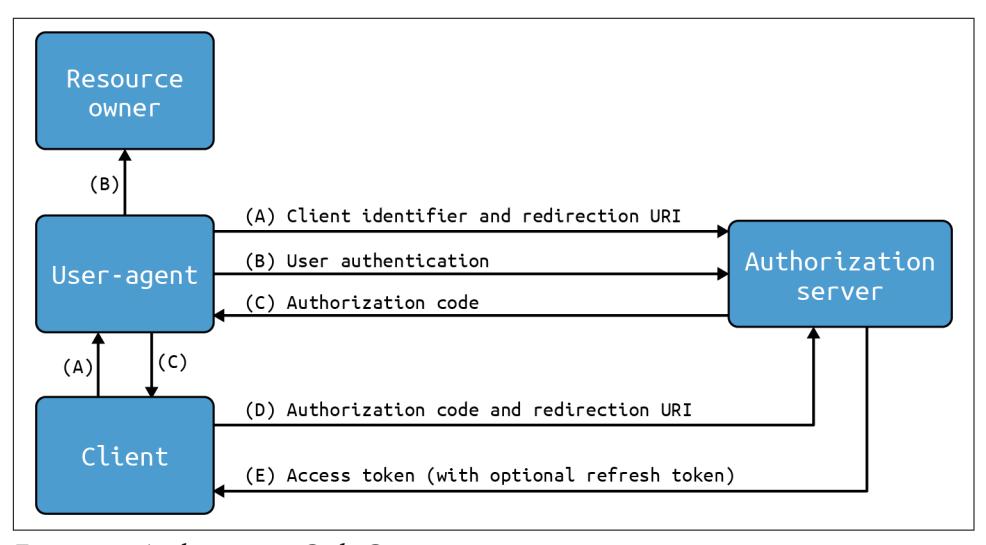 Resource
owner
(B)
(A) Client identifier and redirection URI
User-agent
(B) User authentication
Authorization
server
(C) Authorization code
(A)
(C)
(D) Authorization code and redirection URI
Client
(E) Access token (with optional refresh token)